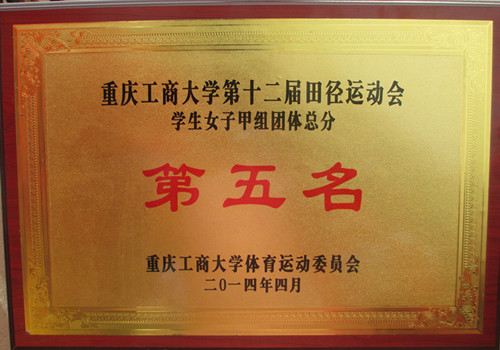 重庆工商大学第十二届田径运动会
学生女子甲组团体总分
第五名
重庆工商大学体育运动委员会
二〇一四年四月